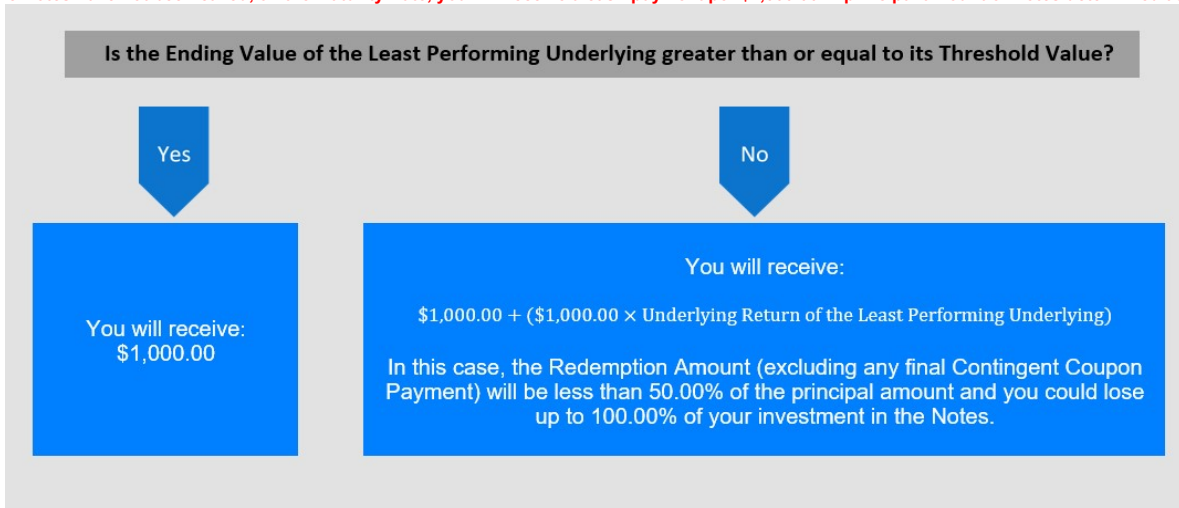 Is the Ending Value of the Least Performing Underlying greater than or equal to its Threshold Value?
Yes
No
You will receive:
$1,000.00
You will receive:
$1,000.00 + ($1,000.00 × Underlying Return of the Least Performing Underlying)
In this case, the Redemption Amount (excluding any final Contingent Coupon
Payment) will be less than 50.00% of the principal amount and you could lose
up to 100.00% of your investment in the Notes.